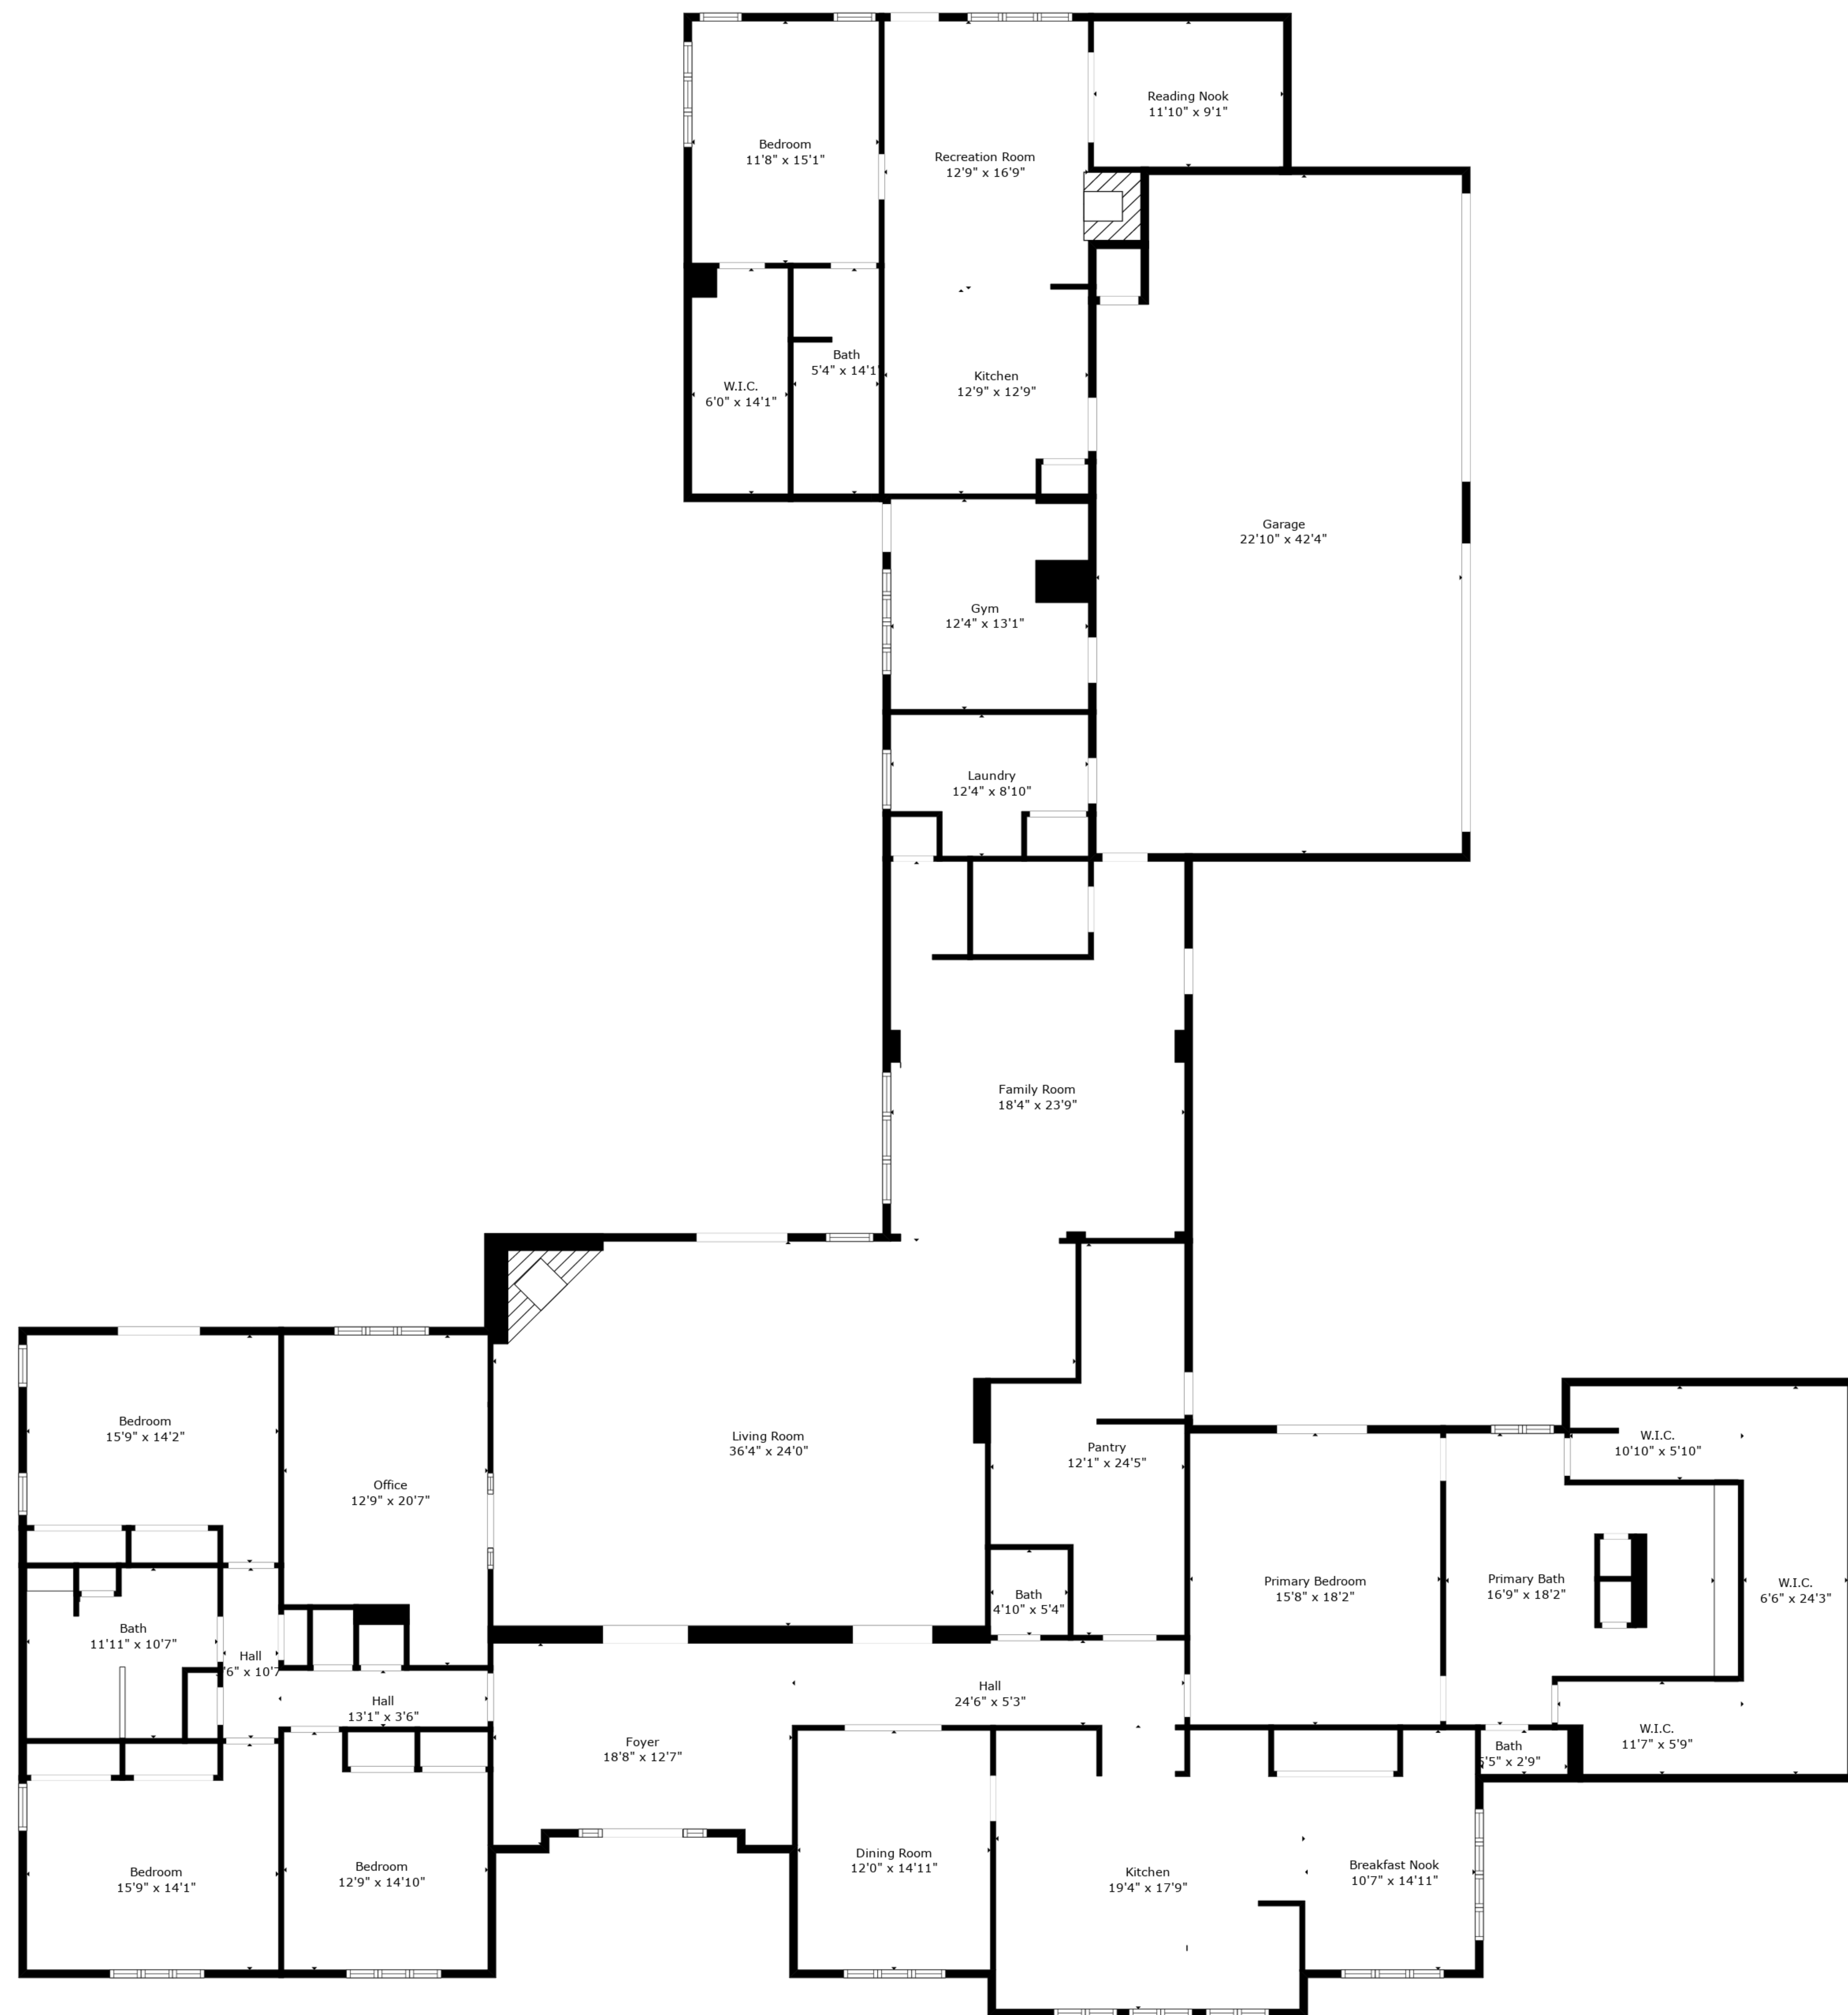 Reading Nook
11'10" x 9'1"
Bedroom
11'8" x 15'1"
Recreation Room
12'9" x 16'9"
Bath
5'4" x 14'1
Kitchen
12'9" x 12'9"
W.I.C.
6'0" x 14'1"
Garage
22'10" x 42'4"
Gym
12'4" x 13'1"
Laundry
12'4" x 8'10"
Family Room
18'4" x 23'9"
Bedroom
15'9" x 14'2"
Living Room
36'4" x 24'0"
Pantry
12'1" x 24'5"
W.I.C.
10'10" x 5'10"
Office
12'9" x 20'7"
Primary Bedroom
15'8" x 18'2"
Primary Bath
16'9" x 18'2"
W.I.C.
6'6" x 24'3"
Bath
4'10" x 5'4"
Bath
11'11" x 10'7"
Hall
'6" x 10'7
Hall
13'1" x 3'6"
Hall
24'6" x 5'3"
Foyer
18'8" x 12'7"
W.I.C.
11'7" x 5'9"
Bath
5'5" x 2'9"
Bedroom
15'9" x 14'1"
Bedroom
12'9" x 14'10"
Dining Room
12'0" x 14'11"
Kitchen
19'4" x 17'9"
Breakfast Nook
10'7" x 14'11"